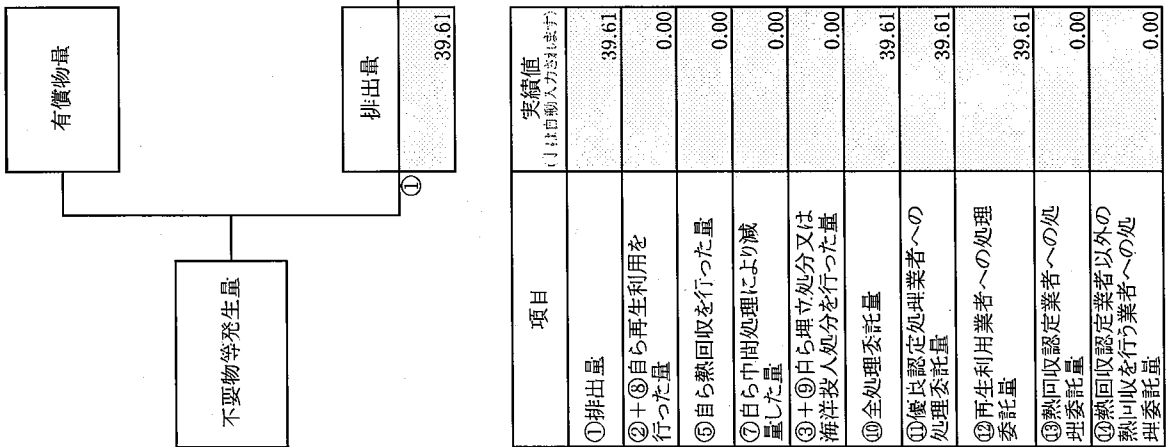 不要物等発生量
有償物量
排出量
①
39.61
項目
実績値
①排出量
39.61
②+⑧自ら再生利用を
行った量
0.00
⑤自ら熱回収を行った量
0.00
⑦自ら中間処理により減
量した量
0.00
③+⑨自ら埋立処分又は
海洋投入処分を行った量
0.00
⑩全処理委託量
39.61
⑪優良認定処理業者への
処理委託量
39.61
⑫再生利用業者への処理
委託量
39.61
⑬熱回収認定業者への処
理委託量
0.00
⑭熱回収認定業者以外の
熱回収を行う業者への処
理委託量
0.00